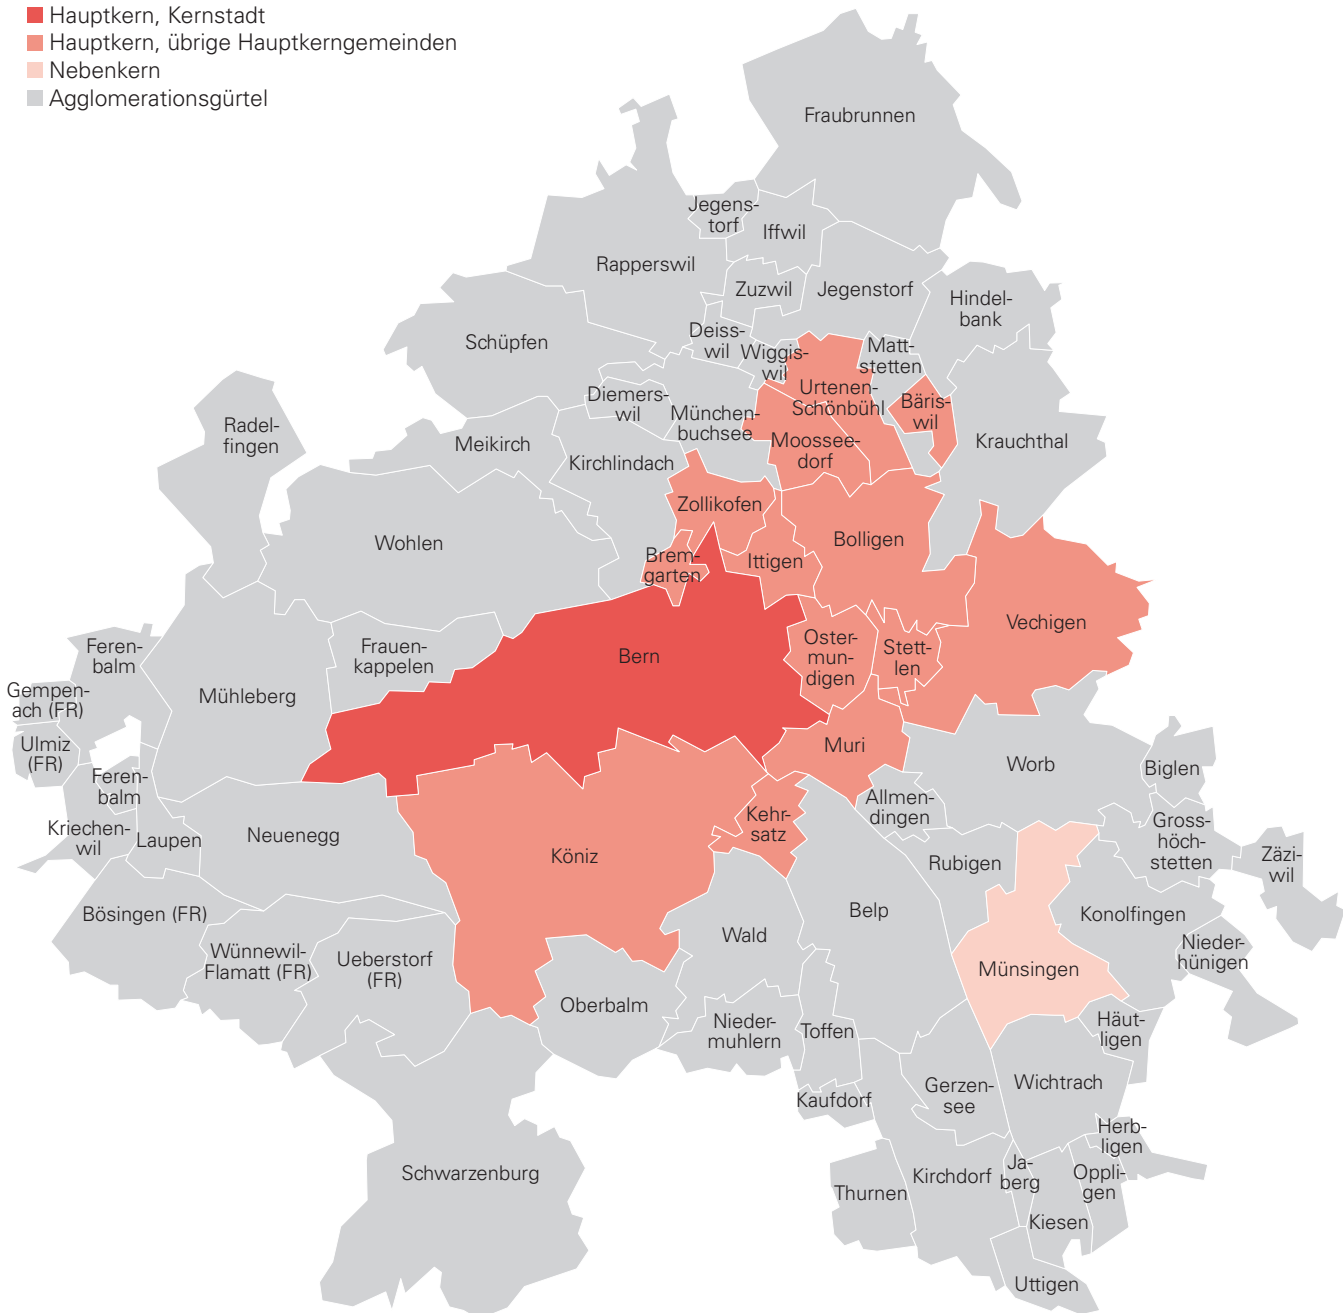 Hauptkern, Kernstadt
Hauptkern, übrige Hauptkerngemeinden
Nebenkern
Agglomerationsgürtel
Fraubrunnen
Jegens-
torf
Iffwil
Rapperswil
Zuzwil
Jegenstorf
Hindel-
bank
Schüpfen
Deiss-
wil
Wiggis-
wil
Matt-
stetten
Urtenen-
Schönbühl
Bäris-
wil
Diemers-
wil
München-
buchsee
Radel-
fingen
Meikirch
Kirchlindach
Moossee-
dorf
Krauchthal
Zollikofen
Wohlen
Bolligen
Brem-
garten
Ittigen
Vechigen
Feren-
balm
Frauen-
kappelen
Bern
Oster-
mun-
digen
Stett-
len
Gempen-
ach (FR)
Mühleberg
Ulmiz
(FR)
Muri
Worb
Biglen
Feren-
balm
Allmen-
dingen
Kriechen-
wil
Laupen
Neuenegg
Kehr-
satz
Gross-
höch-
stetten
Zäzi-
wil
Köniz
Rubigen
Bösingen (FR)
Belp
Konolfingen
Wünnewil-
Flamatt (FR)
Ueberstorf
(FR)
Wald
Münsingen
Nieder-
hünigen
Oberbalm
Nieder-
muhlern
Toffen
Häut-
ligen
Kaufdorf
Gerzen-
see
Wichtrach
Herb-
ligen
Schwarzenburg
Thurnen
Kirchdorf
Ja-
berg
Oppli-
gen
Kiesen
Uttigen